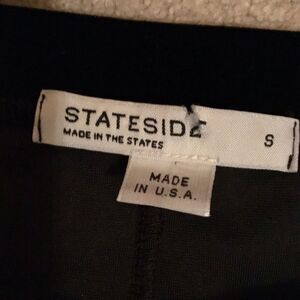 STATESIDE
MADE IN THE STATES
S
MADE
IN U.S.A.